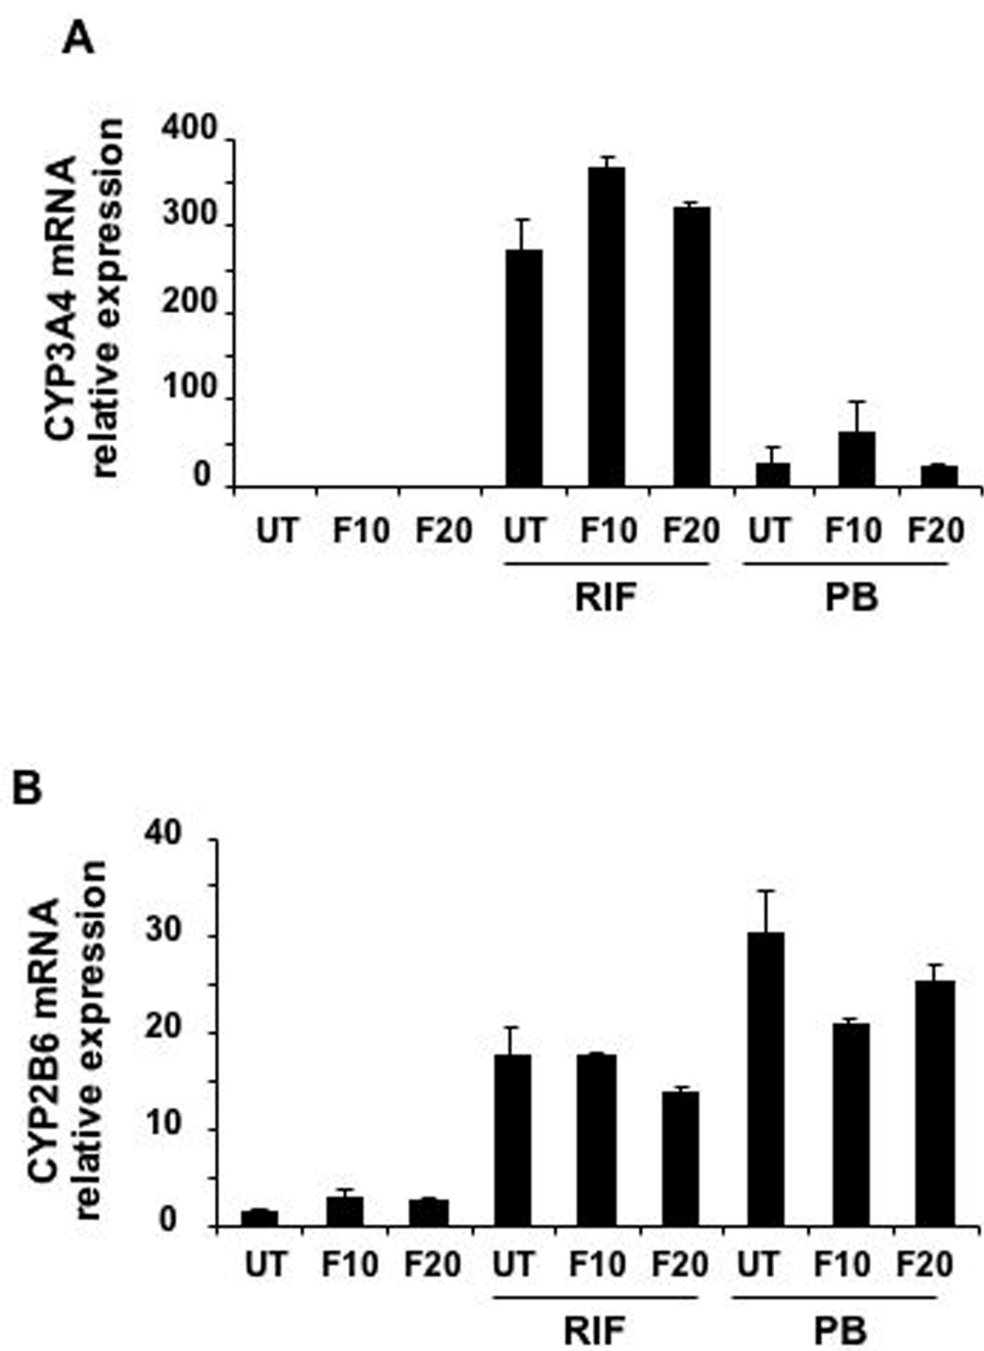 A
CYP3A4 mRNA
relative expression
400
300
200
100
0
UT F10 F20 UT F10 F20 UT F10 F20
RIF PB
B
CYP2B6 mRNA
relative expression
40
30
20
10
0
UT F10 F20 UT F10 F20 UT F10 F20
RIF PB